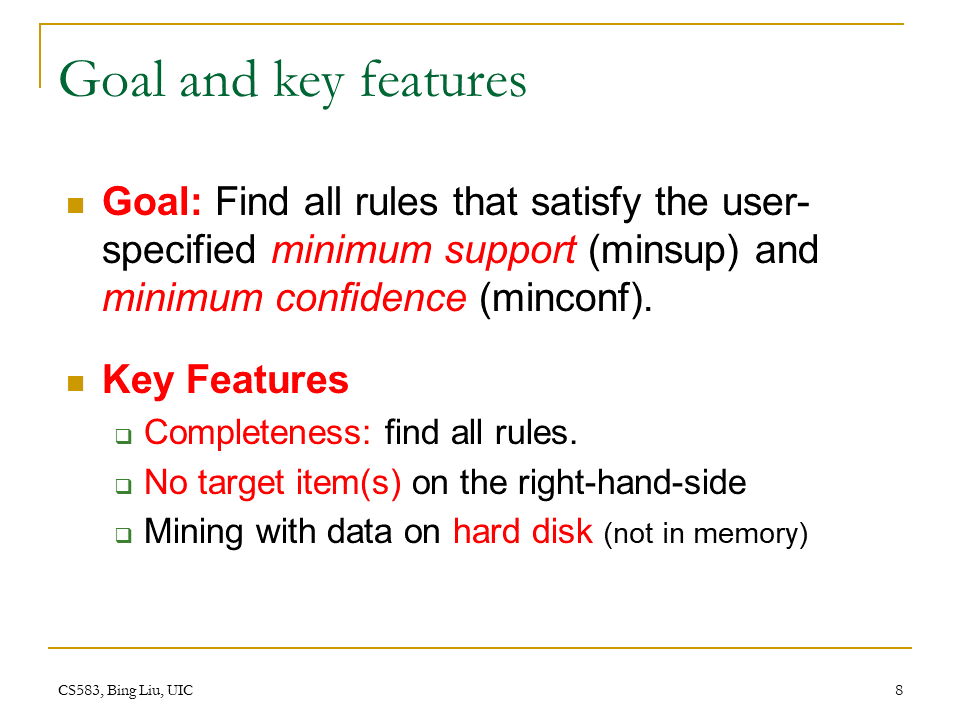 Goal and key features
Goal: Find all rules that satisfy the user-
specified minimum support (minsup) and
minimum confidence (minconf).
Key Features
Completeness: find all rules.
No target item(s) on the right-hand-side
Mining with data on hard disk (not in memory)
CS583, Bing Liu, UIC
8